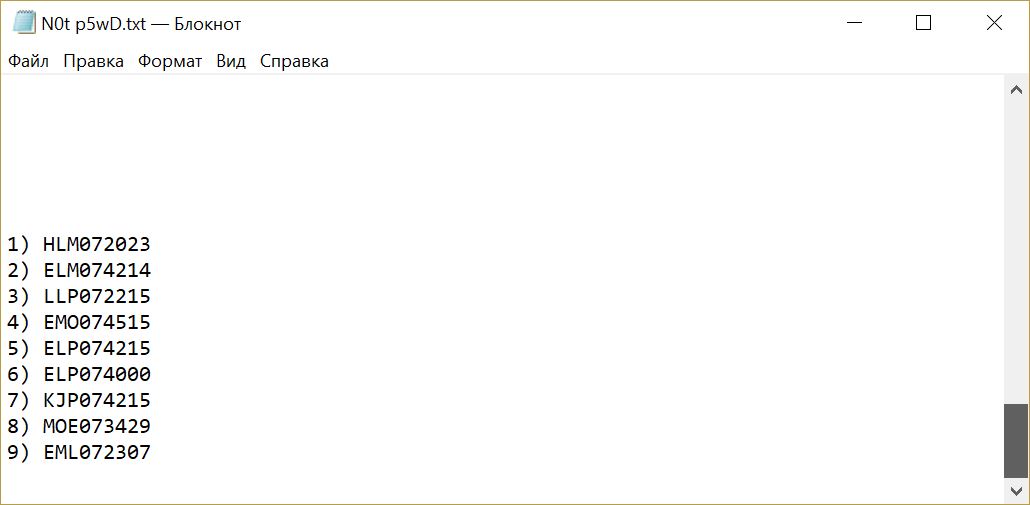 N0t p5wD.txt — Блокнот
Файл Правка Формат Вид Справка
1) HLM072023
2) ELM074214
3) LLP072215
4) EMO074515
5) ELP074215
6) ELP074000
7) KJP074215
8) MOE073429
9) EML072307